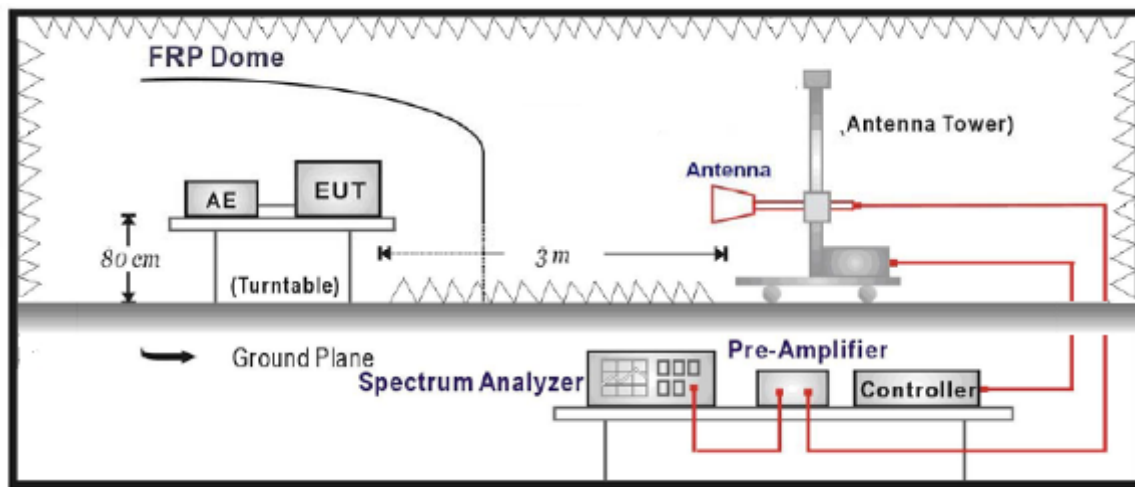 FRP Dome
(Antenna Tower)
Antenna
AE
EUT
80 cm
3 m
(Turntable)
Ground Plane
Pre-Amplifier
Spectrum Analyzer
Controller